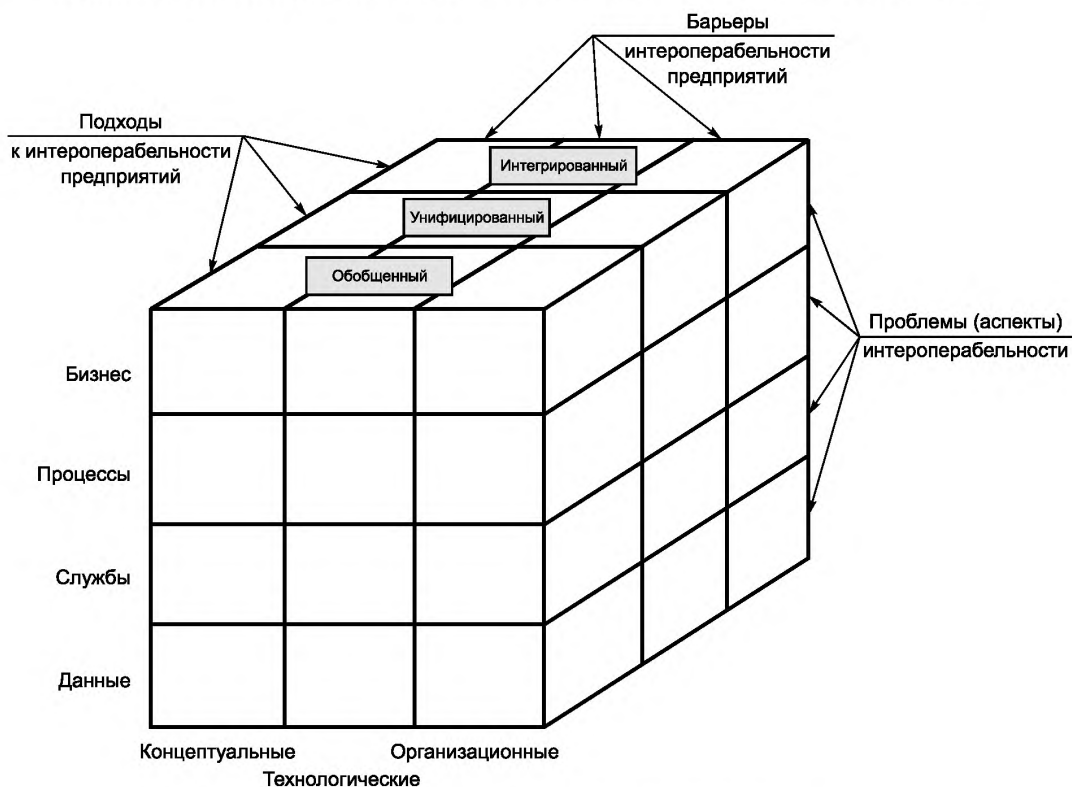 Барьеры
интероперабельности
предприятий
Подходы
к интероперабельности
предприятий
Интегрированный
Унифицированный
Обобщенный
Проблемы (аспекты)
интероперабельности
Бизнес
Процессы
Службы
Данные
Концептуальные
Организационные
Технологические